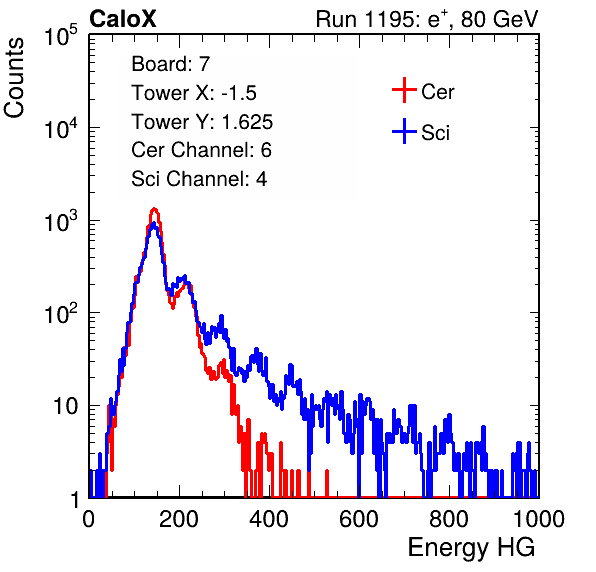 CaloX Run 1195: e⁺, 80 GeV
Counts
10⁵
10⁴
10³
10²
10
1
Board: 7
Tower X: -1.5
Tower Y: 1.625
Cer Channel: 6
Sci Channel: 4
Cer
Sci
0 200 400 600 800 1000
Energy HG